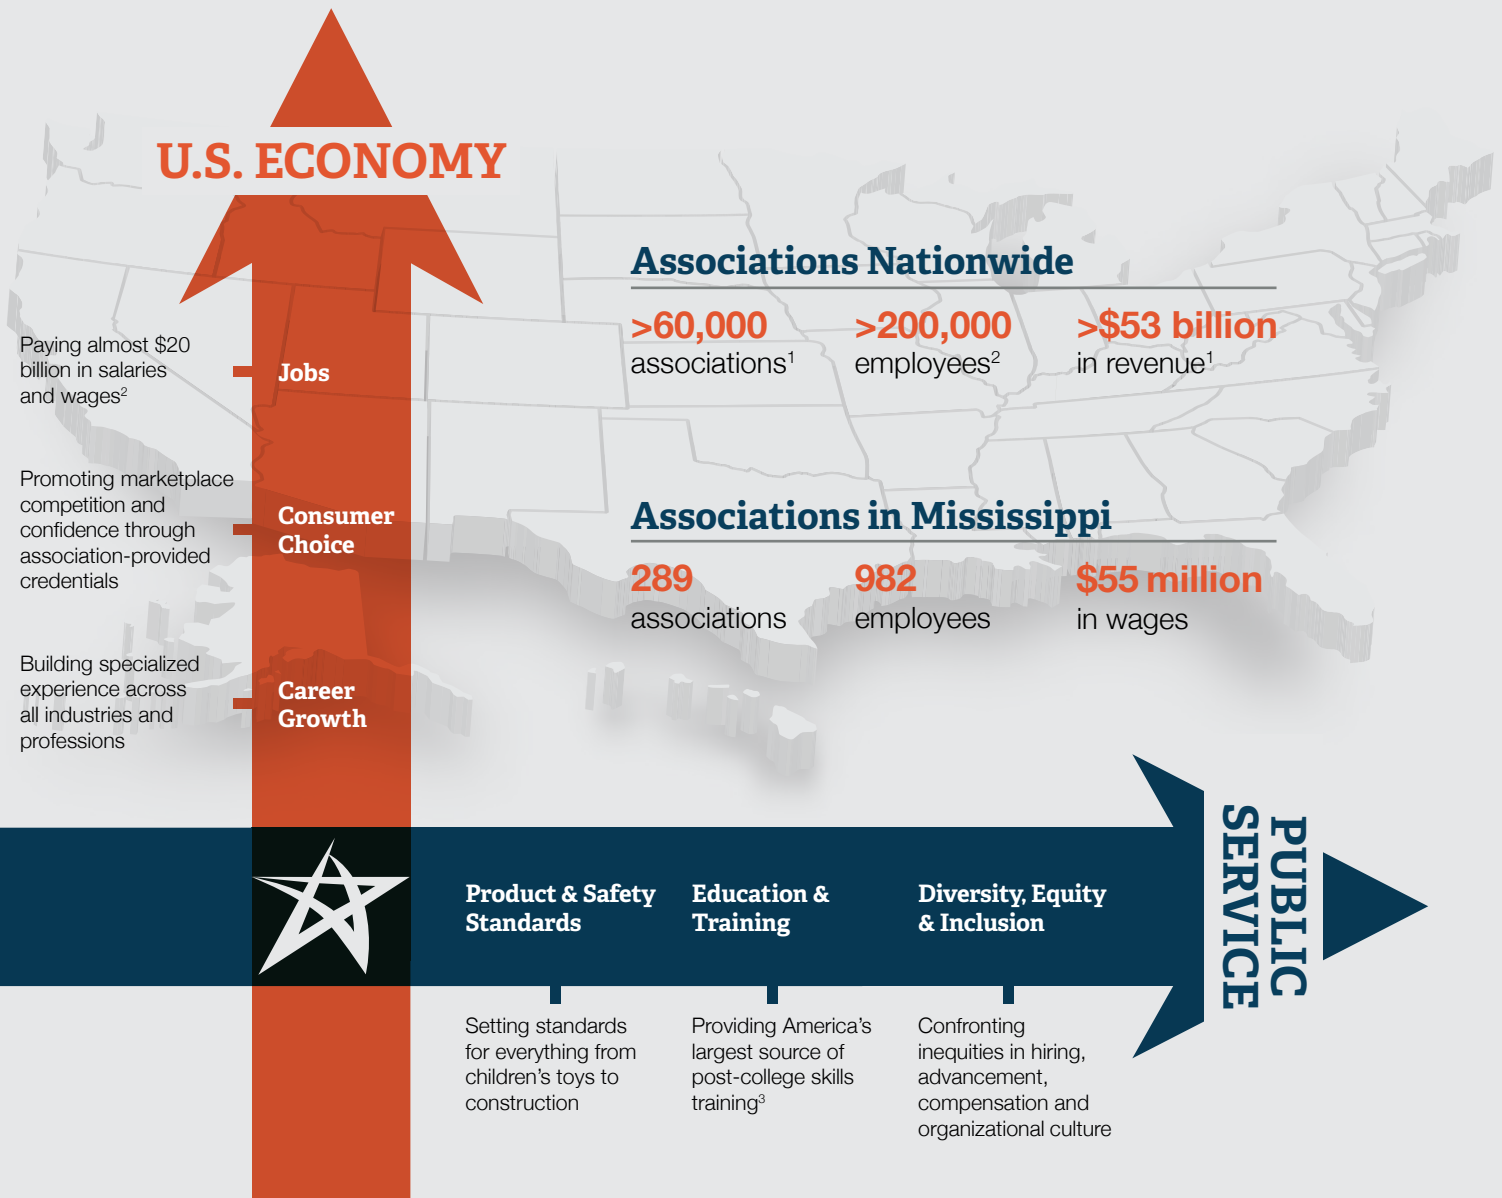 U.S. ECONOMY
Paying almost $20
billion in salaries
and wages²
Jobs
Promoting marketplace
competition and
confidence through
association-provided
credentials
Consumer
Choice
Building specialized
experience across
all industries and
professions
Career
Growth
Associations Nationwide
>60,000
associations¹
>200,000
employees²
>$53 billion
in revenue¹
Associations in Mississippi
289
associations
982
employees
$55 million
in wages
Product & Safety
Standards
Education &
Training
Diversity, Equity
& Inclusion
PUBLIC
SERVICE
Setting standards
for everything from
children’s toys to
construction
Providing America’s
largest source of
post-college skills
training³
Confronting
inequities in hiring,
advancement,
compensation and
organizational culture